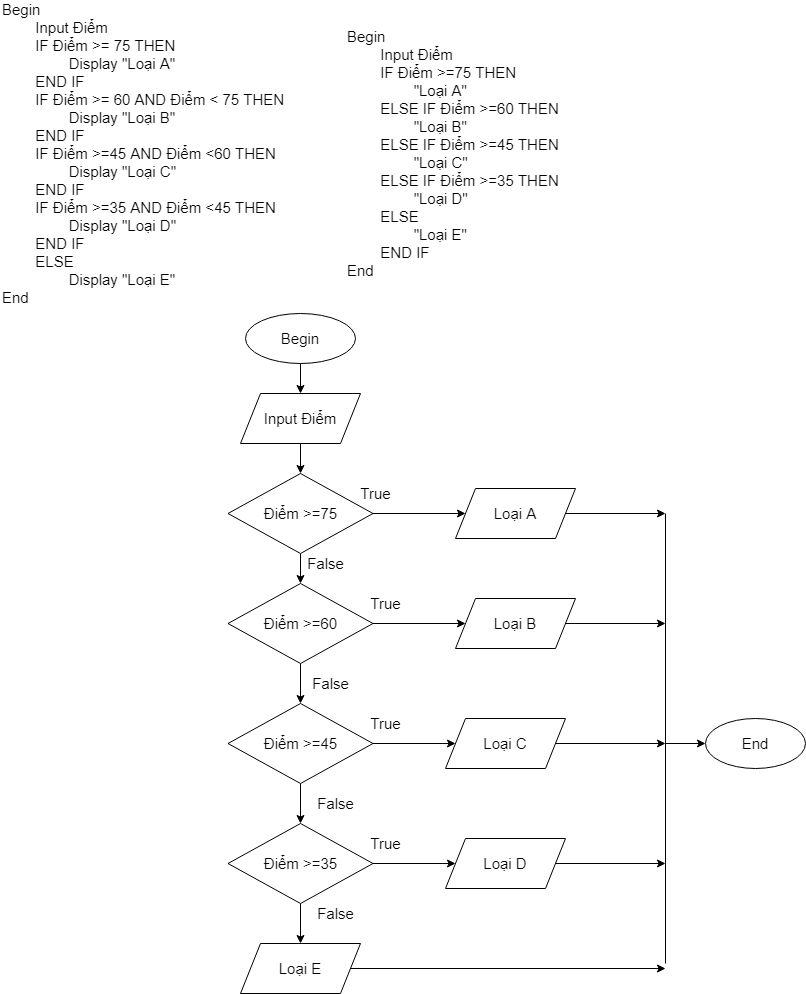 Begin
Input Điểm
IF Điểm >= 75 THEN
Display "Loại A"
END IF
IF Điểm >= 60 AND Điểm < 75 THEN
Display "Loại B"
END IF
IF Điểm >=45 AND Điểm <60 THEN
Display "Loại C"
END IF
IF Điểm >=35 AND Điểm <45 THEN
Display "Loại D"
END IF
ELSE
Display "Loại E"
End
Begin
Input Điểm
IF Điểm >=75 THEN
"Loại A"
ELSE IF Điểm >=60 THEN
"Loại B"
ELSE IF Điểm >=45 THEN
"Loại C"
ELSE IF Điểm >=35 THEN
"Loại D"
ELSE
"Loại E"
END IF
End
Begin
Input Điểm
Điểm >=75
True
Loại A
False
Điểm >=60
True
Loại B
False
Điểm >=45
True
Loại C
End
False
Điểm >=35
True
Loại D
False
Loại E